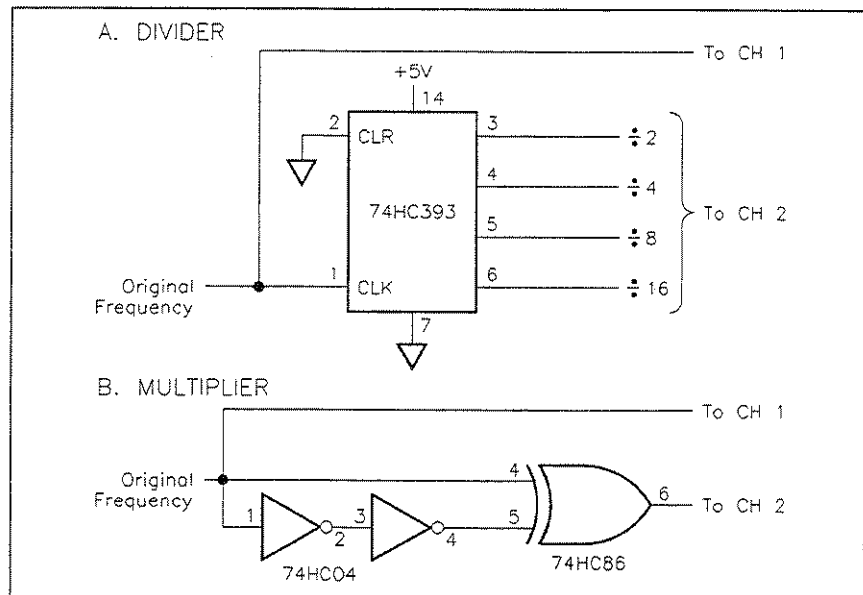 A. DIVIDER
To CH 1
+5V
14
2
CLR
3
÷2
4
÷4
74HC393
To CH 2
5
÷8
Original
Frequency
1
CLK
6
÷16
7
B. MULTIPLIER
To CH 1
Original
Frequency
4
6
To CH 2
1
2
3
4
5
74HC04
74HC86